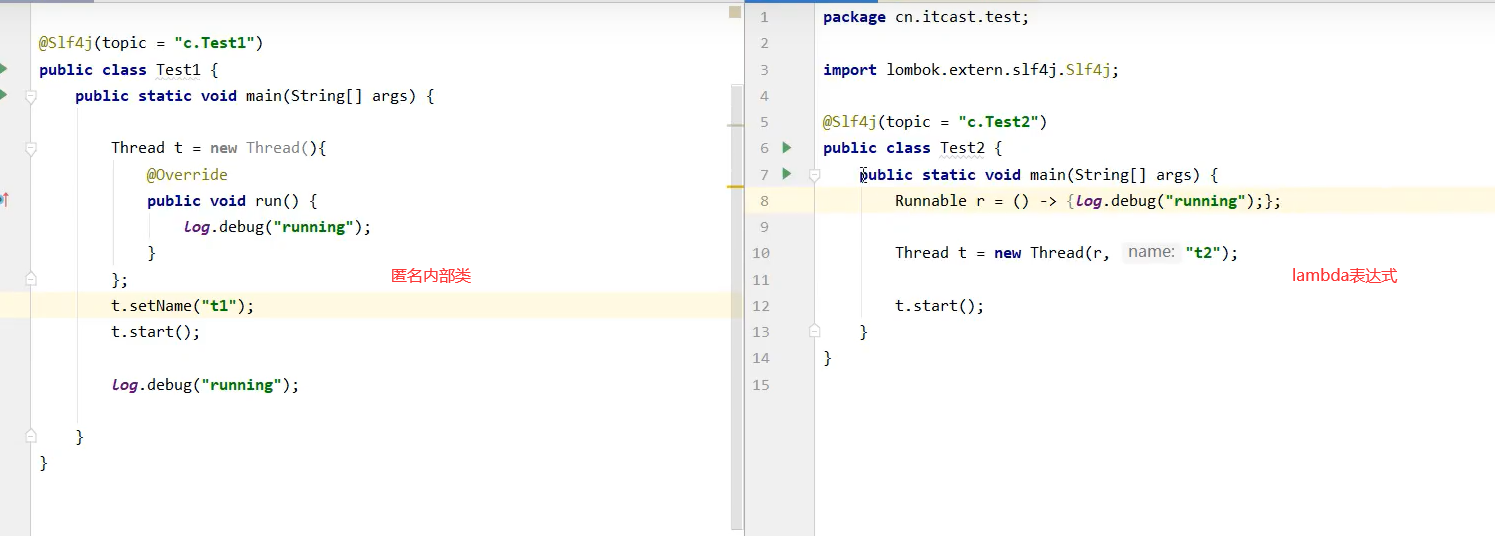 @Slf4j(topic = "c.Test1")
public class Test1 {
public static void main(String[] args) {
Thread t = new Thread(){
@Override
public void run() {
log.debug("running");
}
};
匿名内部类
t.setName("t1");
t.start();
log.debug("running");
}
}
1 package cn.itcast.test;
2
3 import lombok.extern.slf4j.Slf4j;
4
5 @Slf4j(topic = "c.Test2")
6 public class Test2 {
7 public static void main(String[] args) {
8 Runnable r = () -> {log.debug("running");};
9
10 Thread t = new Thread(r, name: "t2");
11 lambda表达式
12 t.start();
13 }
14 }
15